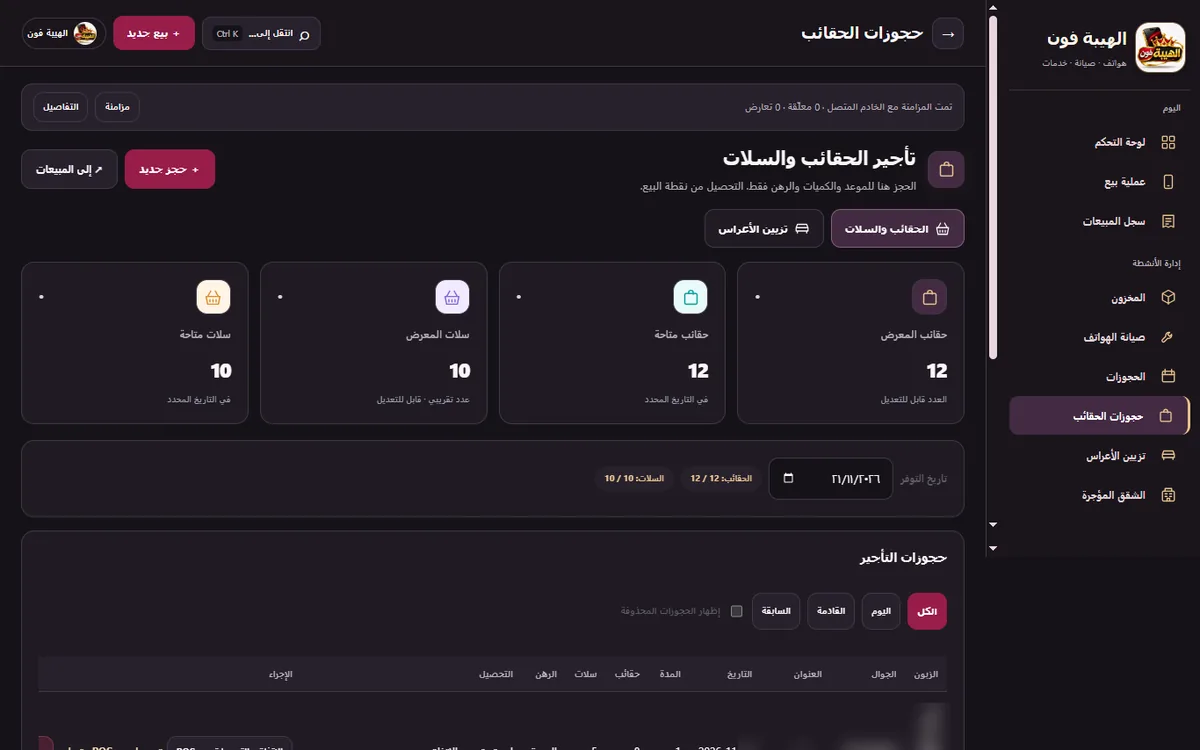 الهيبة فون
هواتف · صيانة · خدمات
اليوم
لوحة التحكم
عملية بيع
سجل المبيعات
إدارة الأنشطة
المخزون
صيانة الهواتف
الحجوزات
حجوزات الحقائب
تزيين الأعراس
الشقق المؤجرة
→ حجوزات الحقائب
انتقل إلى... Ctrl K
+ بيع جديد
الهيبة فون
تمت المزامنة مع الخادم المتصل · 0 معلّقة · 0 تعارض
مزامنة
التفاصيل
تأجير الحقائب والسلات
الحجز هنا للموعد والكميات والرهن فقط. التحصيل من نقطة البيع.
+ حجز جديد
↗ إلى المبيعات
الحقائب والسلات
تزيين الأعراس
حقائب المعرض
12
العدد قابل للتعديل
حقائب متاحة
12
في التاريخ المحدد
سلات المعرض
10
عدد تقريبي · قابل للتعديل
سلات متاحة
10
في التاريخ المحدد
تاريخ التوفر
٢١/١١/٢٠٢٦
الحقائب: 12 / 12
السلات: 10 / 10
حجوزات التأجير
الكل
اليوم
القادمة
السابقة
إظهار الحجوزات المحذوفة
الزبون الجوال العنوان التاريخ المدة حقائب سلات الرهن التحصيل الإجراء